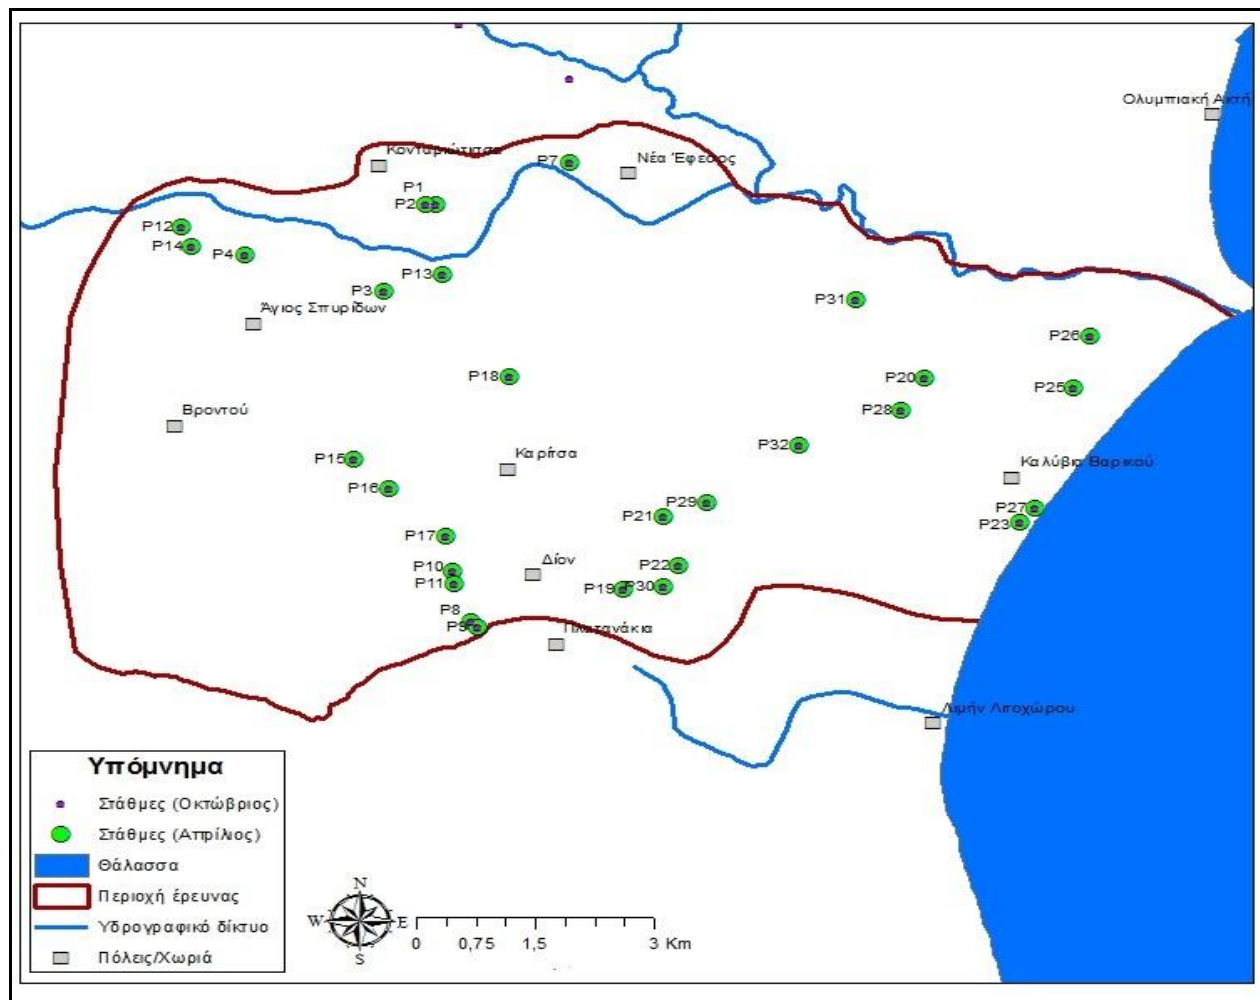 Ολυμπιακή Ακτή
Κονταριώτισσα
P7
Νέα Έφεσος
P1
P2
P12
P14
P4
P13
P3
Άγιος Σπυρίδων
P31
P26
P18
P20
P25
P28
Βροντού
P32
P15
Καρίτσα
Καλύβια Βαρικού
P16
P29
P21
P27
P23
P17
P10
Δίον
P22
P11
P19
P30
P8
P9
Πλατανάκια
Λιμήν Λιτοχώρου
Υπόμνημα
Στάθμες (Οκτώβριος)
Στάθμες (Απρίλιος)
Θάλασσα
Περιοχή έρευνας
Υδρογραφικό δίκτυο
Πόλεις/Χωριά
N
W E
S
0 0,75 1,5 3 Km